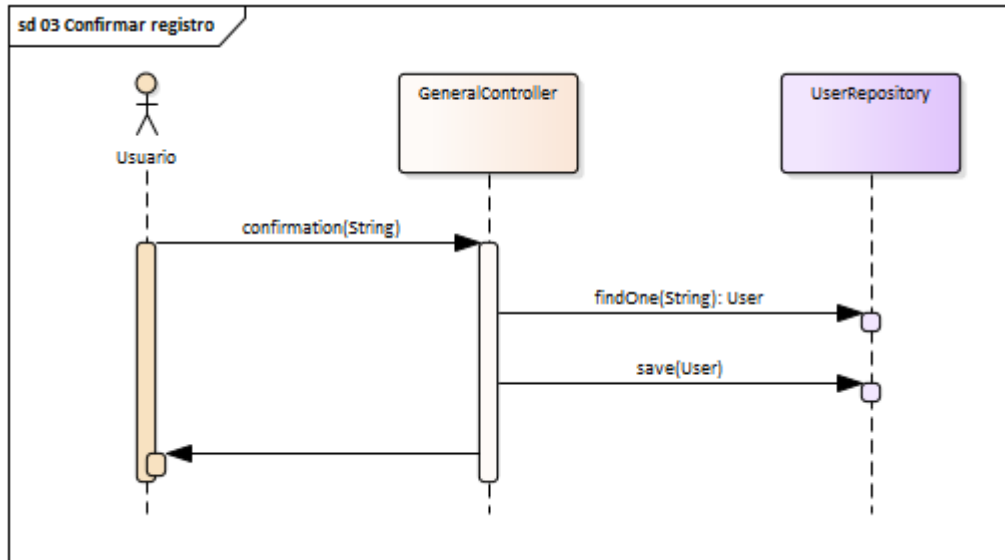 sd 03 Confirmar registro
Usuario
GeneralController
UserRepository
confirmation(String)
findOne(String): User
save(User)